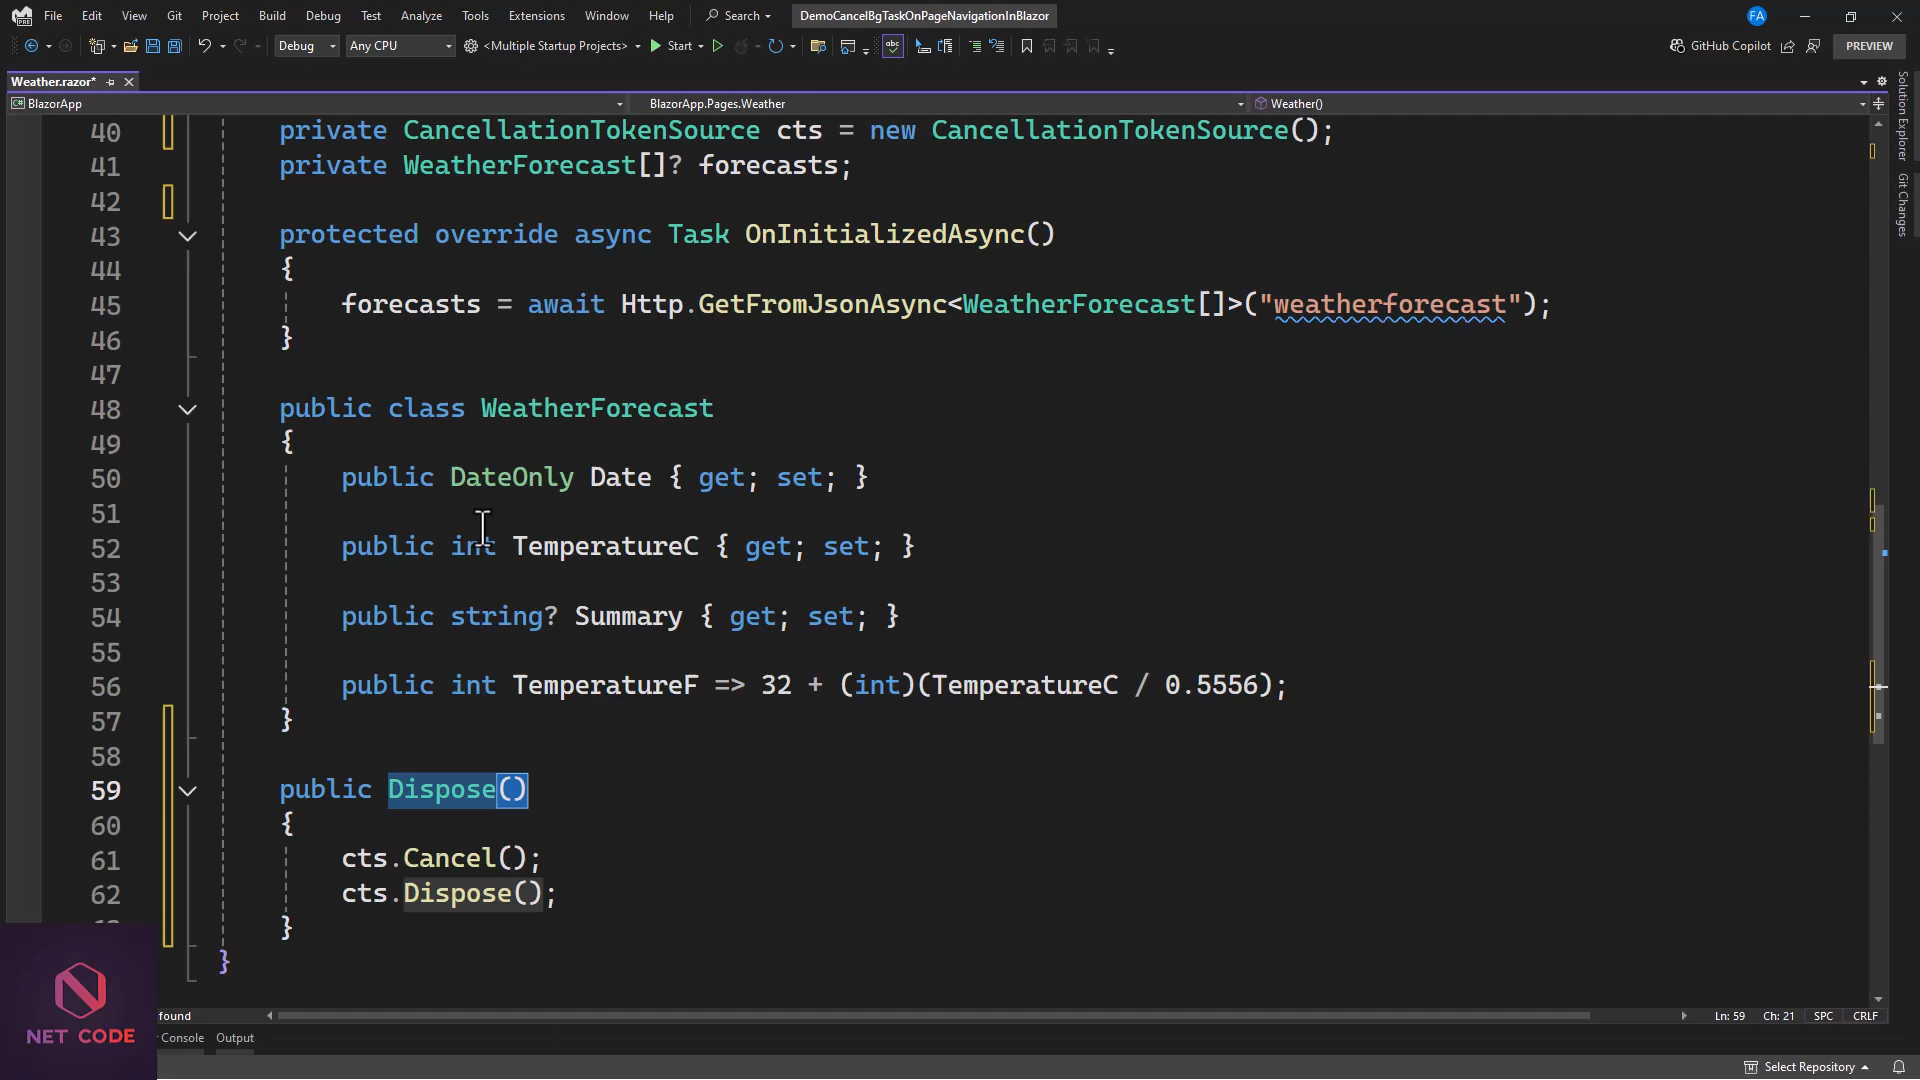 File Edit View Git Project Build Debug Test Analyze Tools Extensions Window Help Search DemoCancelBgTaskOnPageNavigationInBlazor FA
Debug Any CPU <Multiple Startup Projects> Start abc GitHub Copilot PREVIEW
Weather.razor*
BlazorApp BlazorApp.Pages.Weather Weather()
Solution Explorer
Git Changes
40 private CancellationTokenSource cts = new CancellationTokenSource();
41 private WeatherForecast[]? forecasts;
42
43 protected override async Task OnInitializedAsync()
44 {
45 forecasts = await Http.GetFromJsonAsync<WeatherForecast[]>("weatherforecast");
46 }
47
48 public class WeatherForecast
49 {
50 public DateOnly Date { get; set; }
51
52 public int TemperatureC { get; set; }
53
54 public string? Summary { get; set; }
55
56 public int TemperatureF => 32 + (int)(TemperatureC / 0.5556);
57 }
58
59 public Dispose()
60 {
61 cts.Cancel();
62 cts.Dispose();
}
}
found Ln: 59 Ch: 21 SPC CRLF
Console Output
NET CODE
Select Repository